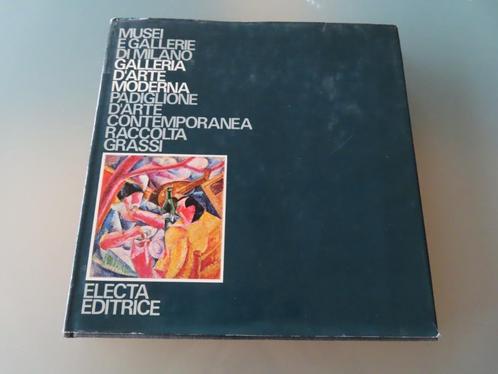 MUSEI
E GALLERIE
DI MILANO
GALLERIA
D'ARTE
MODERNA
PADIGLIONE
D'ARTE
CONTEMPORANEA
RACCOLTA
GRASSI
ELECTA
EDITRICE